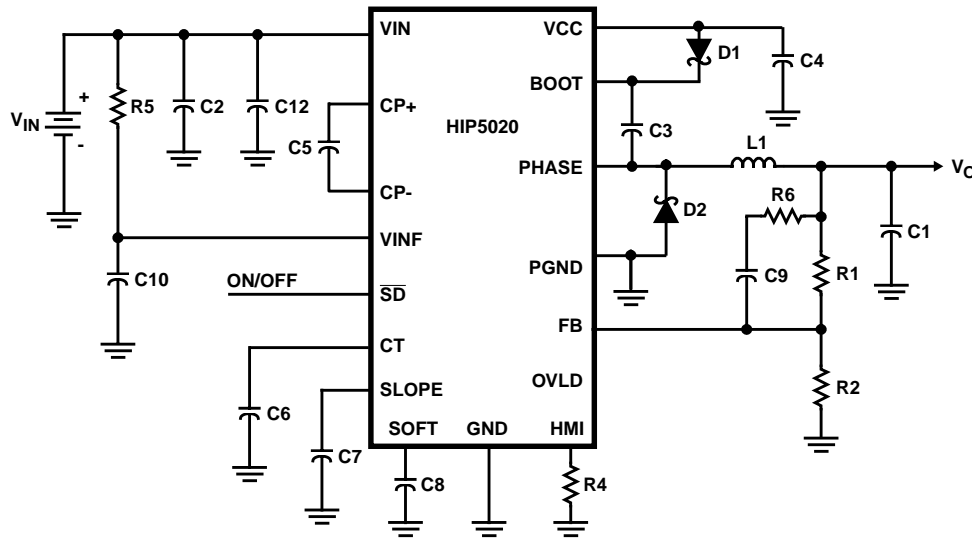 VIN
VCC
D1
C4
BOOT
+
R5
C2
C12
CP+
VIN
HIP5020
C3
C5
L1
-
PHASE
VO
CP-
R6
D2
C1
VINF
PGND
C10
C9
R1
ON/OFF
SD
FB
CT
OVLD
R2
SLOPE
C6
SOFT
GND
HMI
C7
C8
R4